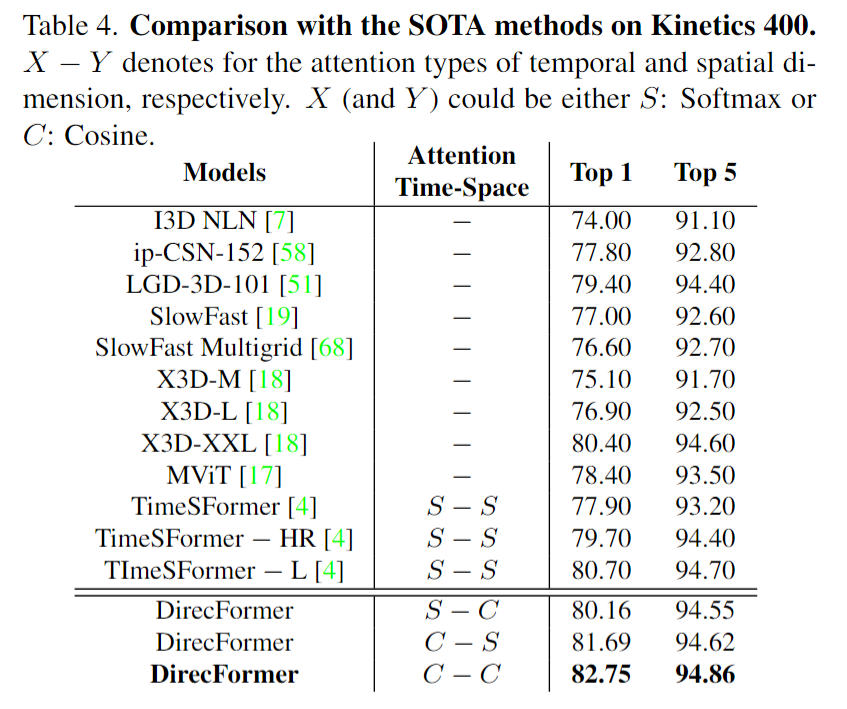 Table 4. Comparison with the SOTA methods on Kinetics 400.
X − Y denotes for the attention types of temporal and spatial di-
mension, respectively. X (and Y) could be either S: Softmax or
C: Cosine.
Models Attention Time-Space Top 1 Top 5
I3D NLN [7] − 74.00 91.10
ip-CSN-152 [58] − 77.80 92.80
LGD-3D-101 [51] − 79.40 94.40
SlowFast [19] − 77.00 92.60
SlowFast Multigrid [68] − 76.60 92.70
X3D-M [18] − 75.10 91.70
X3D-L [18] − 76.90 92.50
X3D-XXL [18] − 80.40 94.60
MViT [17] − 78.40 93.50
TimeSFormer [4] S − S 77.90 93.20
TimeSFormer − HR [4] S − S 79.70 94.40
TImeSFormer − L [4] S − S 80.70 94.70
DirecFormer S − C 80.16 94.55
DirecFormer C − S 81.69 94.62
DirecFormer C − C 82.75 94.86